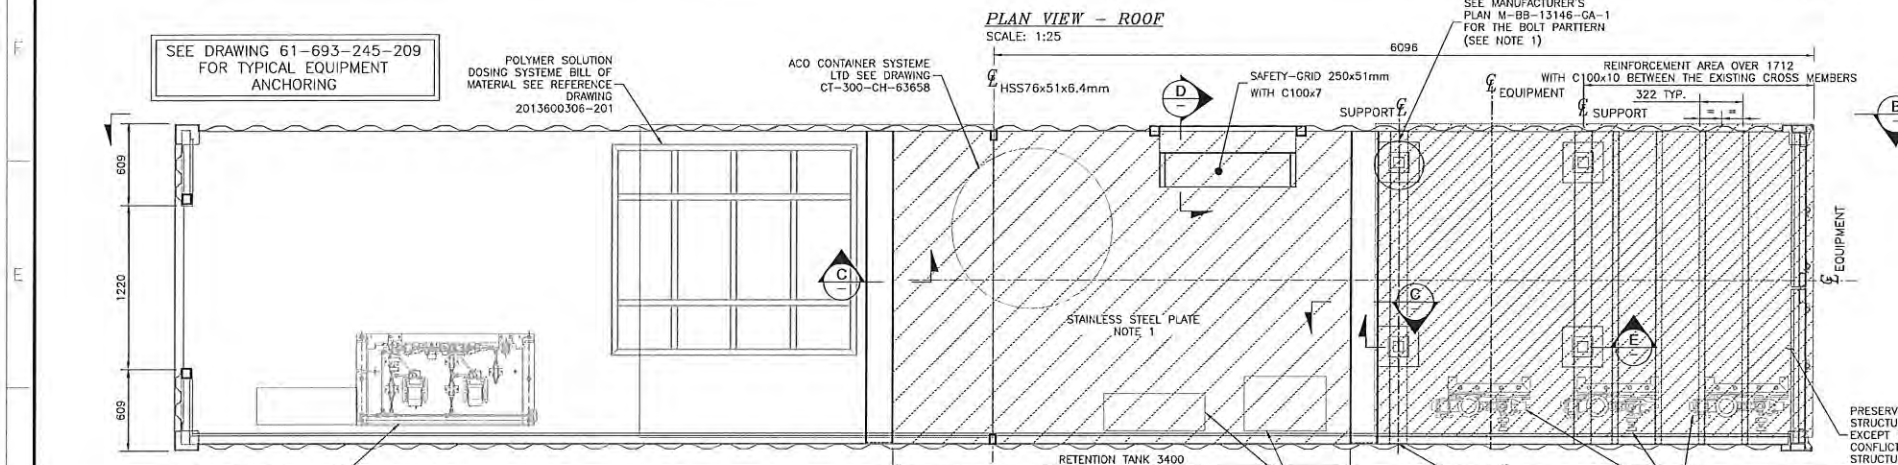 PLAN VIEW - ROOF
SCALE: 1:25
SEE DRAWING 61-693-245-209
FOR TYPICAL EQUIPMENT
ANCHORING
POLYMER SOLUTION
DOSING SYSTEME BILL OF
MATERIAL SEE REFERENCE
DRAWING
2013600306-201
ACO CONTAINER SYSTEME
LTD SEE DRAWING
CT-300-CH-63658
HSS76x51x6.4mm
6096
D
SAFETY-GRID 250x51mm
WITH C100x7
SEE MANUFACTURER'S
PLAN M-BB-13146-GA-1
FOR THE BOLT PARTTERN
(SEE NOTE 1)
REINFORCEMENT AREA OVER 1712
WITH C100x10 BETWEEN THE EXISTING CROSS MEMBERS
EQUIPMENT
322 TYP.
SUPPORT
SUPPORT
= =
B
F
E
609
1220
609
C
STAINLESS STEEL PLATE
NOTE 1
C
E
EQUIPMENT
RETENTION TANK 3400
PRESERV
STRUCTU
EXCEPT
CONFLIC
STRUCTU